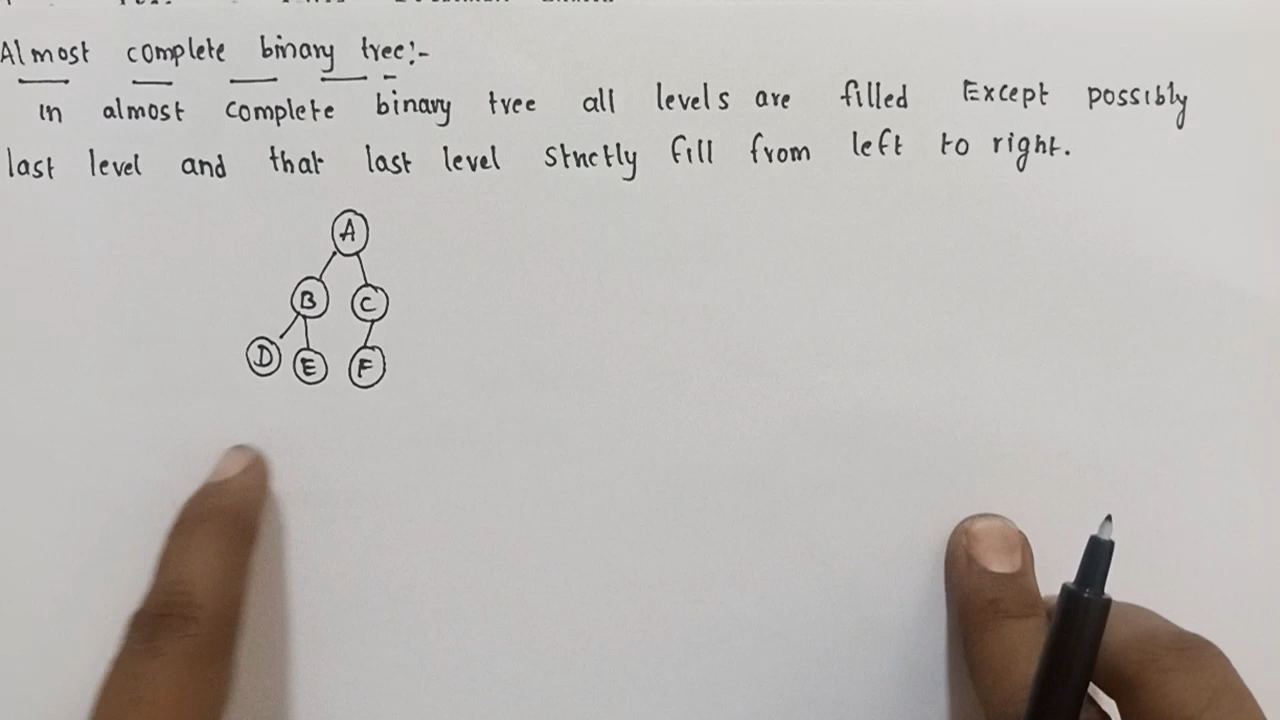 Almost complete binary tree:-
in almost complete binary tree all levels are filled Except possibly
last level and that last level strictly fill from left to right.
A
B C
D E F